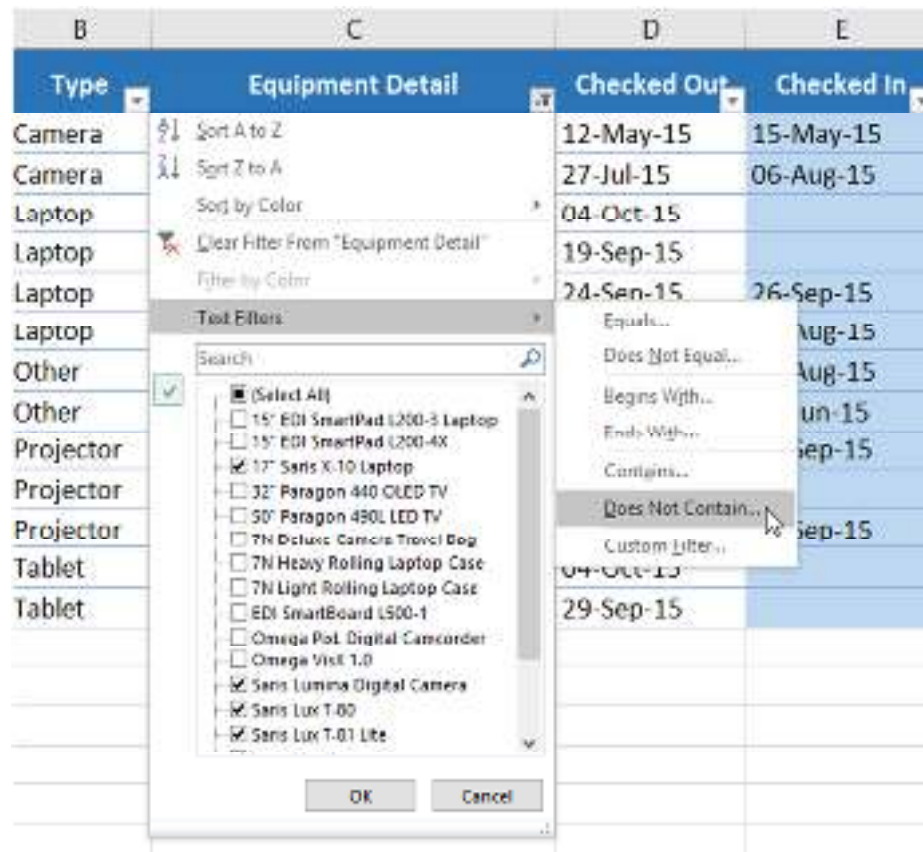 B C D E
Type Equipment Detail Checked Out Checked In
Camera 12-May-15 15-May-15
Camera 27-Jul-15 06-Aug-15
Laptop 04-Oct-15
Laptop 19-Sep-15
Laptop 24-Sep-15 26-Sep-15
Laptop Aug-15
Other Aug-15
Other un-15
Projector Sep-15
Projector
Projector Sep-15
Tablet 04-Oct-15
Tablet 29-Sep-15
Sort A to Z
Sort Z to A
Sort by Color
Clear Filter From "Equipment Detail"
Filter by Color
Text Filters
Search
(Select All)
15" EDI SmartPad L200-3 Laptop
15" EDI SmartPad L200-4X
17" Saris X-10 Laptop
32" Paragon 440 OLED TV
50" Paragon 490L LED TV
7N Deluxe Camera Travel Bag
7N Heavy Rolling Laptop Case
7N Light Rolling Laptop Case
EDI SmartBoard L500-1
Omega Digital Camcorder
Omega 1.0
Saris Lumina Digital Camera
Saris Lux T-80
Saris Lux T-81 Lite
OK Cancel
Equals...
Does Not Equal...
Begins With...
Ends With...
Contains...
Does Not Contain...
Custom Filter...